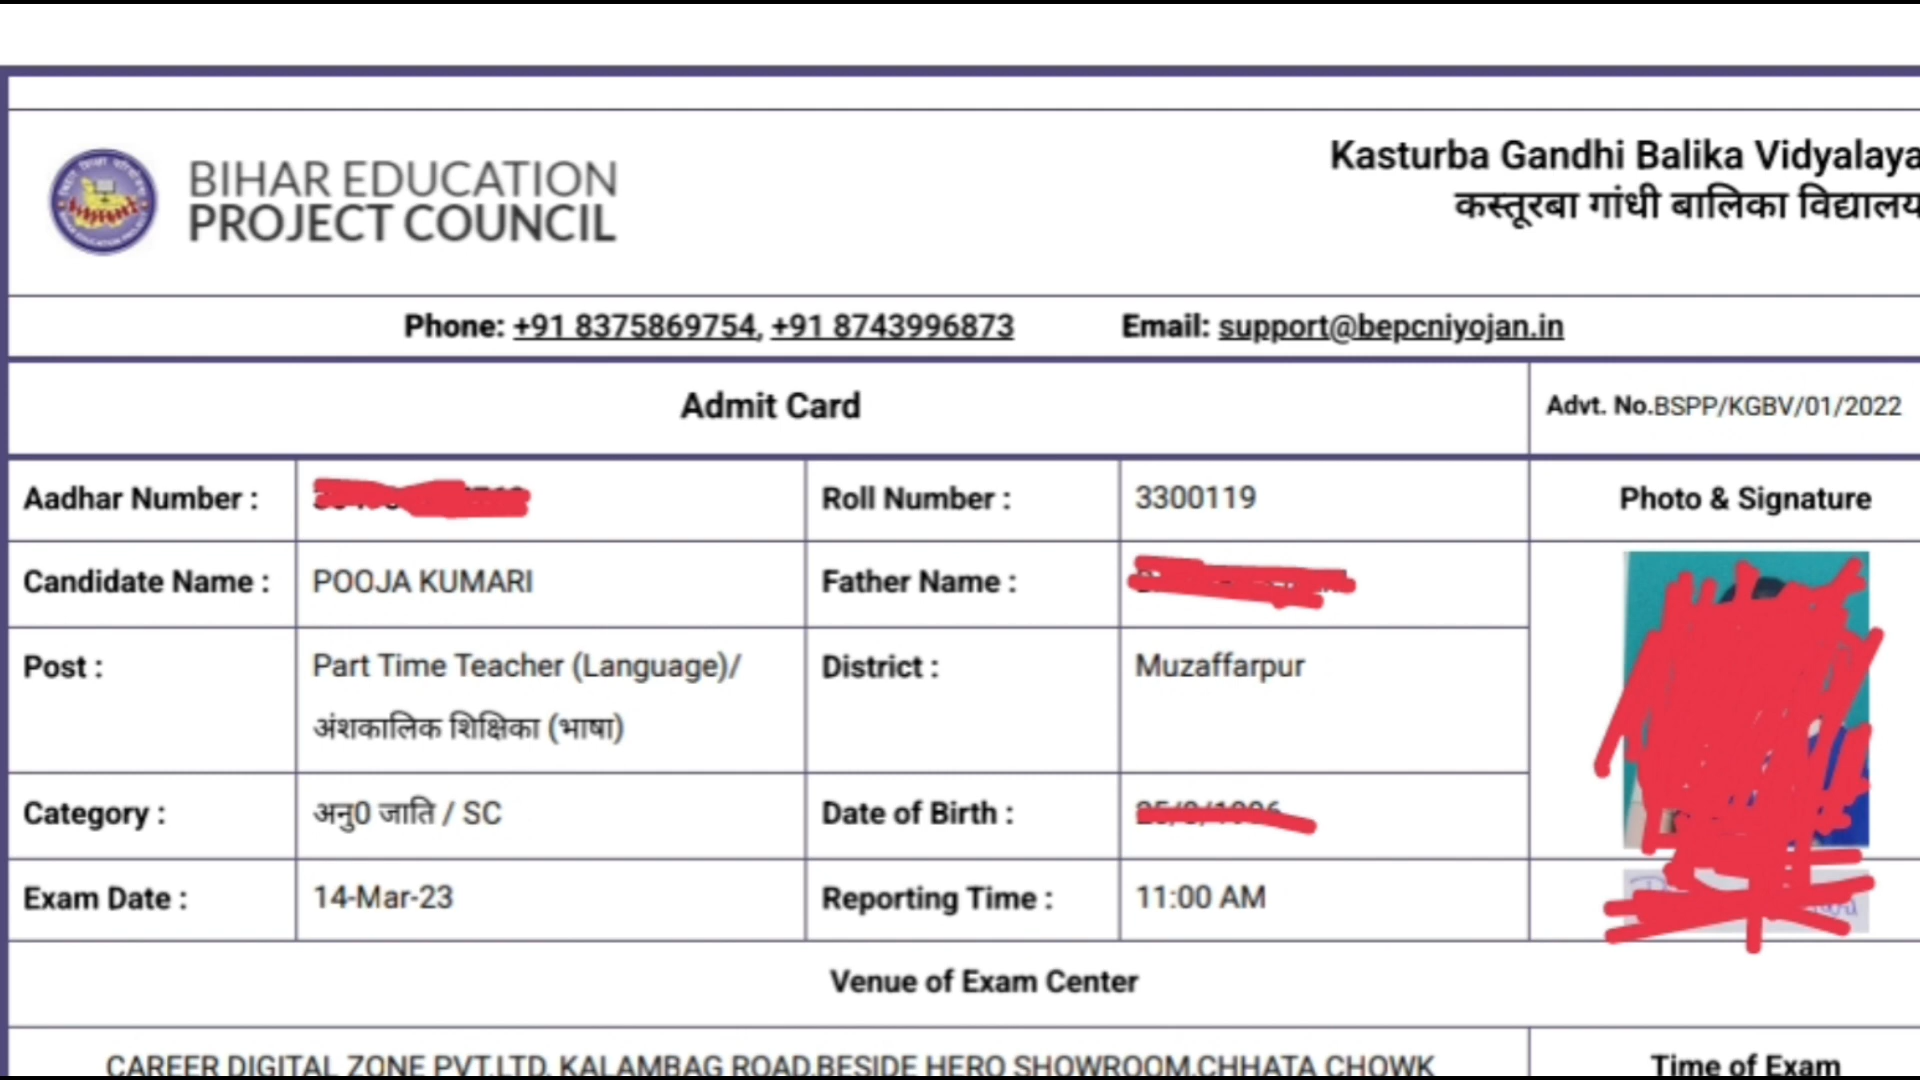 BIHAR EDUCATION
PROJECT COUNCIL
Kasturba Gandhi Balika Vidyalaya
कस्तूरबा गांधी बालिका विद्यालय
Phone: +91 8375869754, +91 8743996873 Email: support@bepcniyojan.in
Admit Card
Advt. No.BSPP/KGBV/01/2022
Aadhar Number :
Roll Number : 3300119
Photo & Signature
Candidate Name : POOJA KUMARI
Father Name :
Post : Part Time Teacher (Language)/
अंशकालिक शिक्षिका (भाषा)
District : Muzaffarpur
Category : अनु0 जाति / SC
Date of Birth :
Exam Date : 14-Mar-23
Reporting Time : 11:00 AM
Venue of Exam Center
CAREER DIGITAL ZONE PVT.LTD. KALAMBAG ROAD,BESIDE HERO SHOWROOM,CHHATA CHOWK
Time of Exam